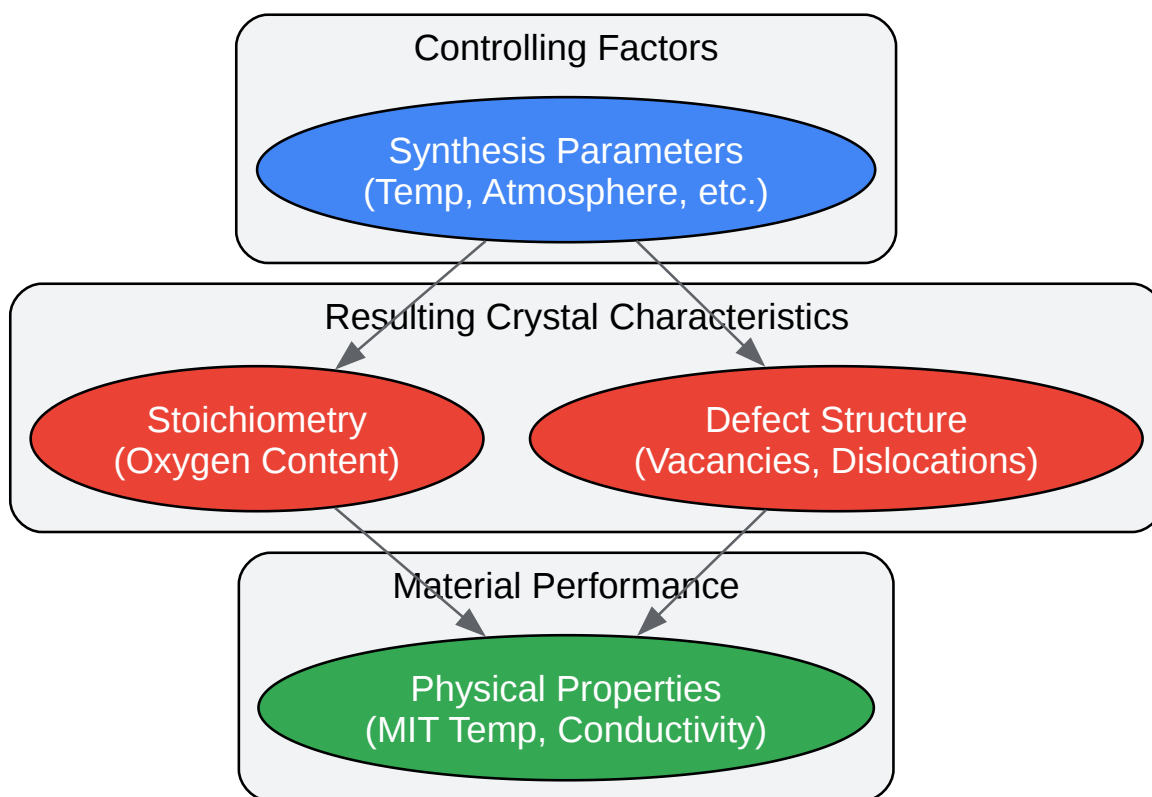 Controlling Factors
Synthesis Parameters
(Temp, Atmosphere, etc.)
Resulting Crystal Characteristics
Stoichiometry
(Oxygen Content)
Defect Structure
(Vacancies, Dislocations)
Material Performance
Physical Properties
(MIT Temp, Conductivity)